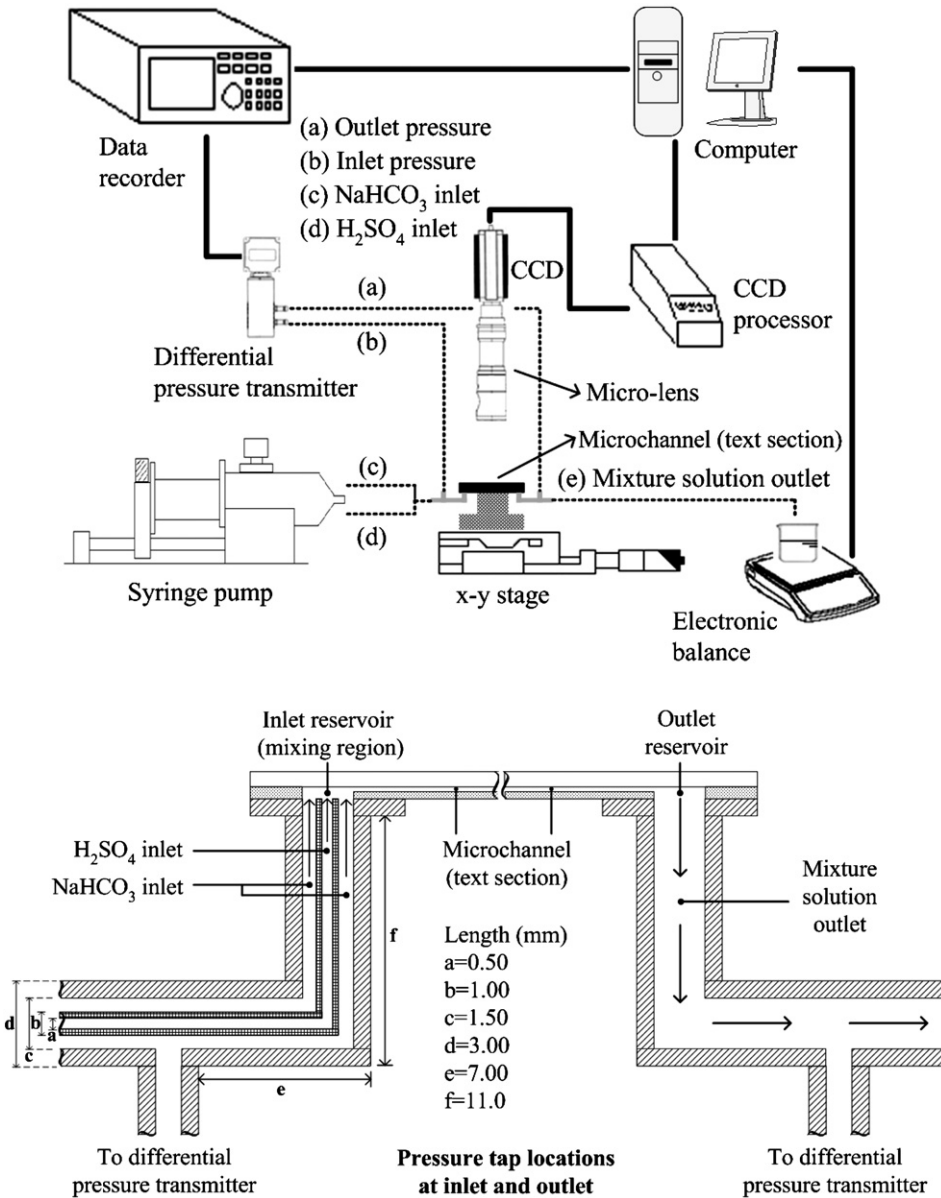 Data
recorder
(a) Outlet pressure
(b) Inlet pressure
(c) NaHCO3 inlet
(d) H2SO4 inlet
Computer
CCD
CCD
processor
(a)
(b)
Differential
pressure transmitter
Micro-lens
Microchannel (text section)
(c)
(e) Mixture solution outlet
(d)
Syringe pump
x-y stage
Electronic
balance
Inlet reservoir
(mixing region)
Outlet
reservoir
H2SO4 inlet
NaHCO3 inlet
Microchannel
(text section)
Mixture
solution
outlet
f
Length (mm)
a=0.50
b=1.00
c=1.50
d=3.00
e=7.00
f=11.0
d
b
a
c
e
To differential
pressure transmitter
Pressure tap locations
at inlet and outlet
To differential
pressure transmitter